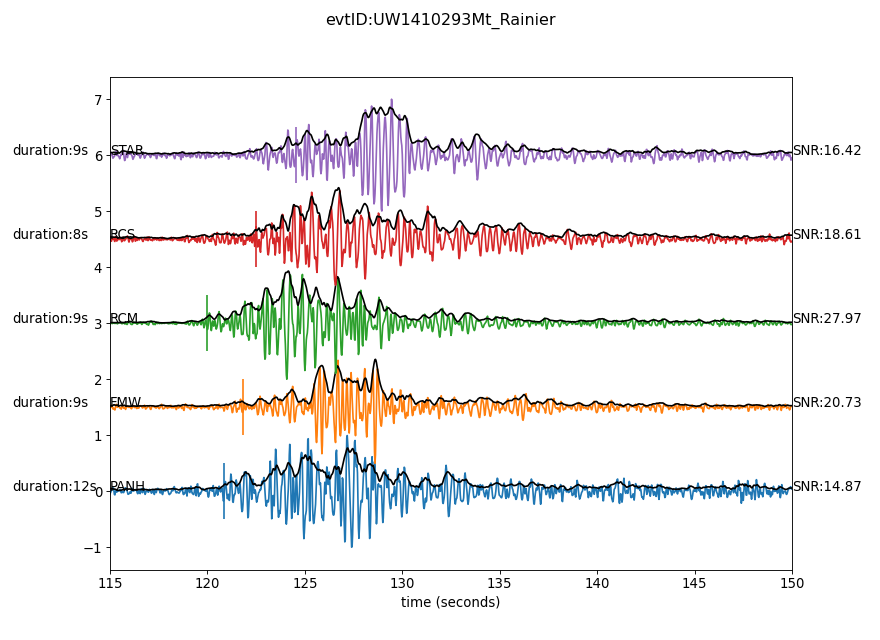 evtID:UW1410293Mt_Rainier
7
duration:9s STAR SNR:16.42
6
5
duration:8s RCS SNR:18.61
4
duration:9s RCM SNR:27.97
3
2
duration:9s FMW SNR:20.73
1
duration:12s PANH SNR:14.87
0
−1
115 120 125 130 135 140 145 150
time (seconds)